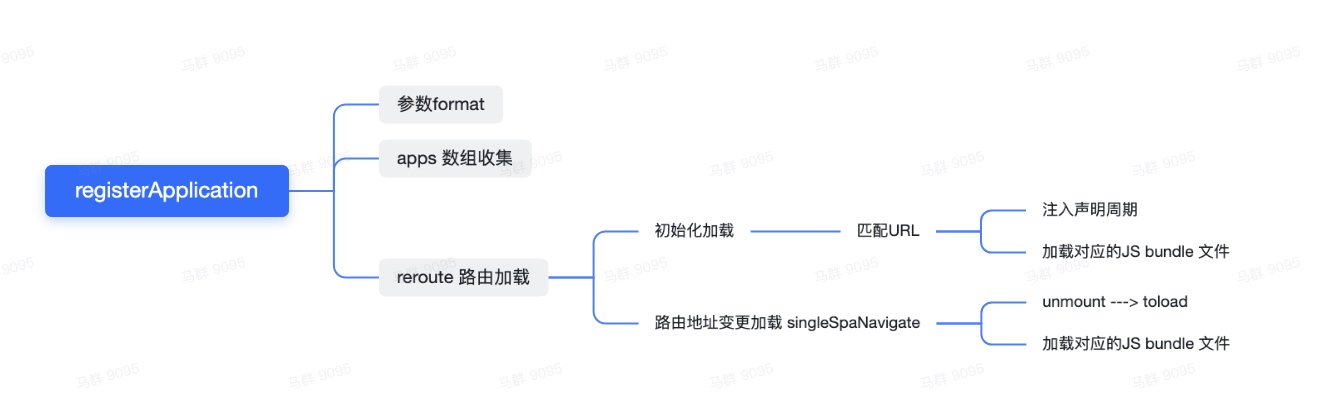 参数format
apps 数组收集
registerApplication
注入声明周期
初始化加载
匹配URL
加载对应的JS bundle 文件
reroute 路由加载
unmount ---> toload
路由地址变更加载 singleSpaNavigate
加载对应的JS bundle 文件
马群 9095